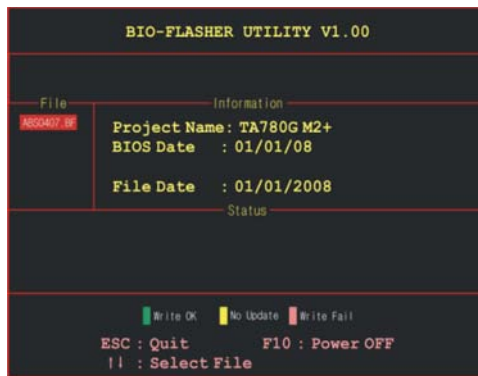 BIO-FLASHER UTILITY V1.00
File
Information
ABS0407.BF
Project Name: TA780G M2+
BIOS Date : 01/01/08
File Date : 01/01/2008
Status
Write OK No Update Write Fail
ESC : Quit F10 : Power OFF
↑↓ : Select File